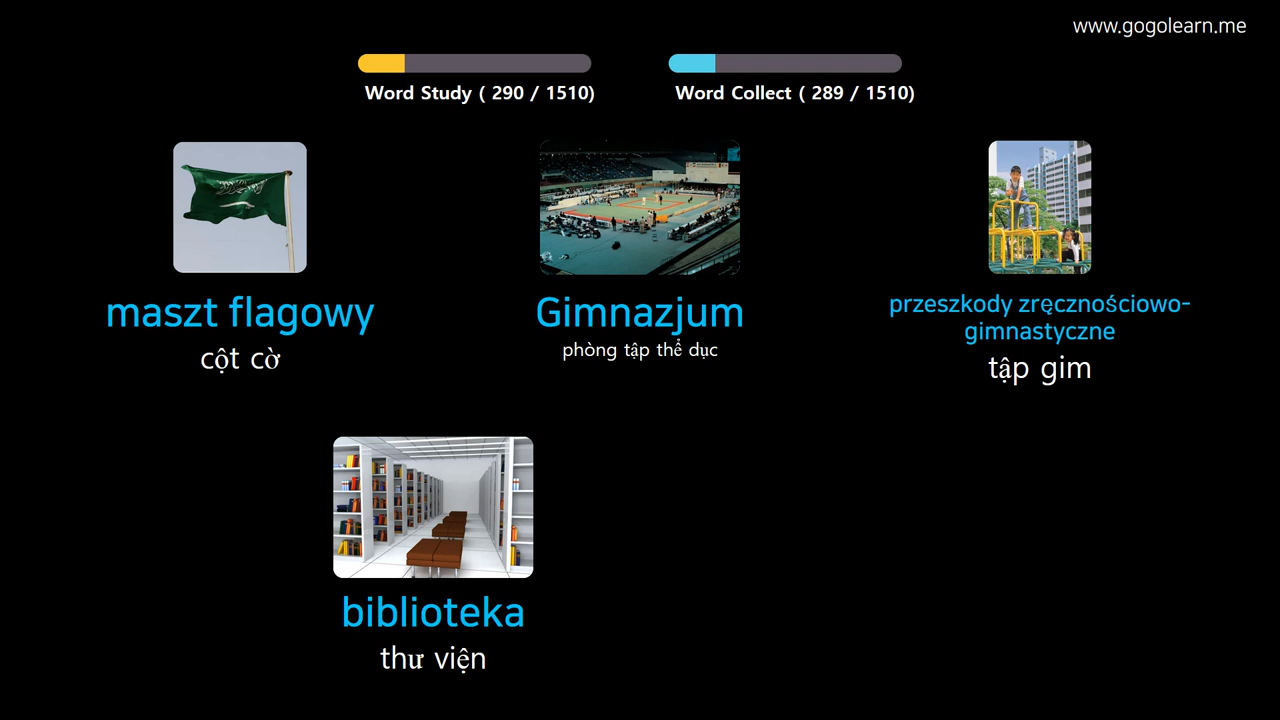 www.gogolearn.me
Word Study ( 290 / 1510)
Word Collect ( 289 / 1510)
maszt flagowy
cột cờ
Gimnazjum
phòng tập thể dục
przeszkody zręcznościowo-
gimnastyczne
tập gim
biblioteka
thư viện